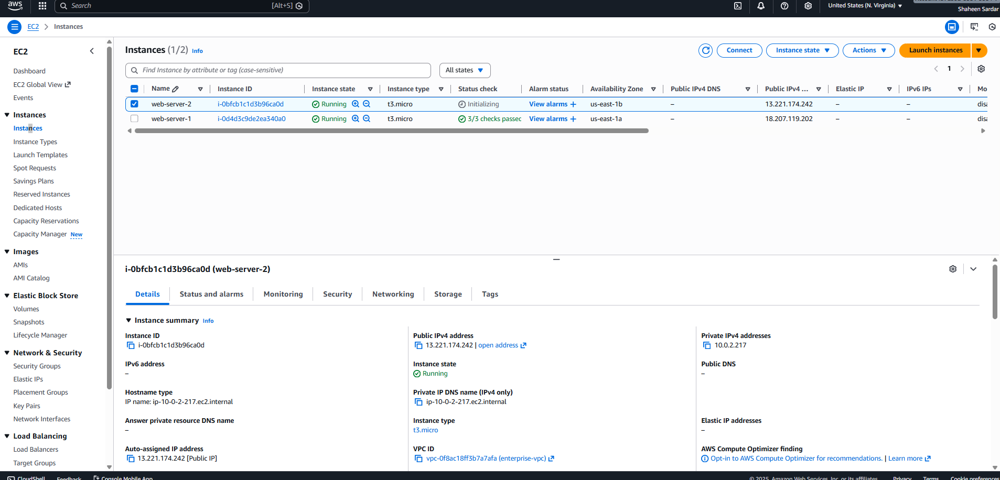 aws
Search
[Alt+S]
United States (N. Virginia)
Shaheen Sardar
EC2
Instances
EC2
Dashboard
EC2 Global View
Events
Instances
Instances
Instance Types
Launch Templates
Spot Requests
Savings Plans
Reserved Instances
Dedicated Hosts
Capacity Reservations
Capacity Manager New
Images
AMIs
AMI Catalog
Elastic Block Store
Volumes
Snapshots
Lifecycle Manager
Network & Security
Security Groups
Elastic IPs
Placement Groups
Key Pairs
Network Interfaces
Load Balancing
Load Balancers
Target Groups
Instances (1/2) Info
Connect
Instance state
Actions
Launch instances
Find Instance by attribute or tag (case-sensitive)
All states
1
Name Instance ID Instance state Instance type Status check Alarm status Availability Zone Public IPv4 DNS Public IPv4 ... Elastic IP IPv6 IPs Mo
web-server-2 i-0bfcb1c1d3b96ca0d Running t3.micro Initializing View alarms + us-east-1b – 13.221.174.242 – – disa
web-server-1 i-0d4d3c9de2ea340a0 Running t3.micro 3/3 checks passec View alarms + us-east-1a – 18.207.119.202 – – disa
i-0bfcb1c1d3b96ca0d (web-server-2)
Details Status and alarms Monitoring Security Networking Storage Tags
Instance summary Info
Instance ID
i-0bfcb1c1d3b96ca0d
IPv6 address
–
Hostname type
IP name: ip-10-0-2-217.ec2.internal
Answer private resource DNS name
–
Auto-assigned IP address
13.221.174.242 [Public IP]
Public IPv4 address
13.221.174.242 | open address
Instance state
Running
Private IP DNS name (IPv4 only)
ip-10-0-2-217.ec2.internal
Instance type
t3.micro
VPC ID
vpc-0f8ac18ff3b7a7afa (enterprise-vpc)
Private IPv4 addresses
10.0.2.217
Public DNS
–
Elastic IP addresses
–
AWS Compute Optimizer finding
Opt-in to AWS Compute Optimizer for recommendations. | Learn more
CloudShell
Feedback
Console Mobile App
© 2025, Amazon Web Services, Inc. or its affiliates.
Privacy
Terms
Cookie preferences